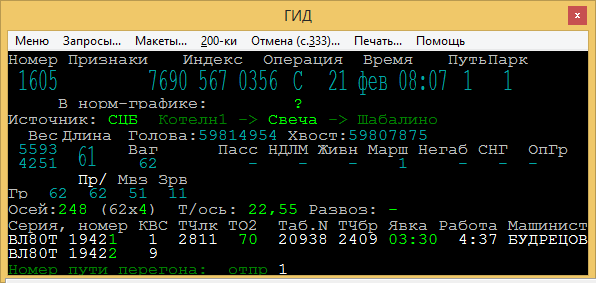 ГИД
Меню Запросы... Макеты... 200-ки Отмена (с.333)... Печать... Помощь
Номер Признаки Индекс Операция Время ПутьПарк
1605 7690 567 0356 С 21 фев 08:07 1 1
В норм-графике: ?
Источник: СЦБ Котелн1 -> Свеча -> Шабалино
Вес Длина Голова:59814954 Хвост:59807875
5593 61 Ваг Пасс НДЛМ Живн Марш Негаб СНГ ОпГр
4251 62 - - - 1 - - -
Пр/ Мвз Зрв
Гр 62 62 51 11
Осей:248 (62х4) Т/ось: 22,55 Развоз: -
Серия, номер КВС ТЧлк ТО2 Таб.N ТЧбр Явка Работа Машинист
ВЛ80Т 19421 1 2811 70 20938 2409 03:30 4:37 БУДРЕЦОВ
ВЛ80Т 19422 9
Номер пути перегона: отпр 1